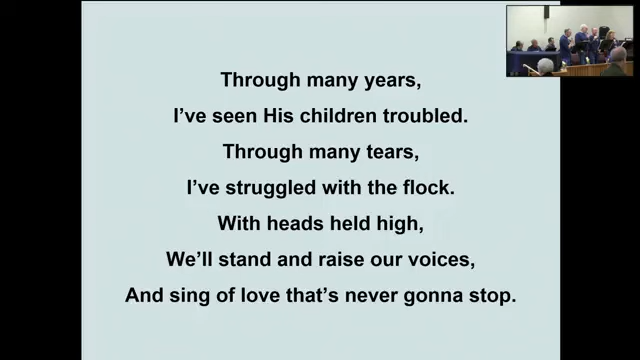 Through many years,
I’ve seen His children troubled.
Through many tears,
I’ve struggled with the flock.
With heads held high,
We’ll stand and raise our voices,
And sing of love that’s never gonna stop.